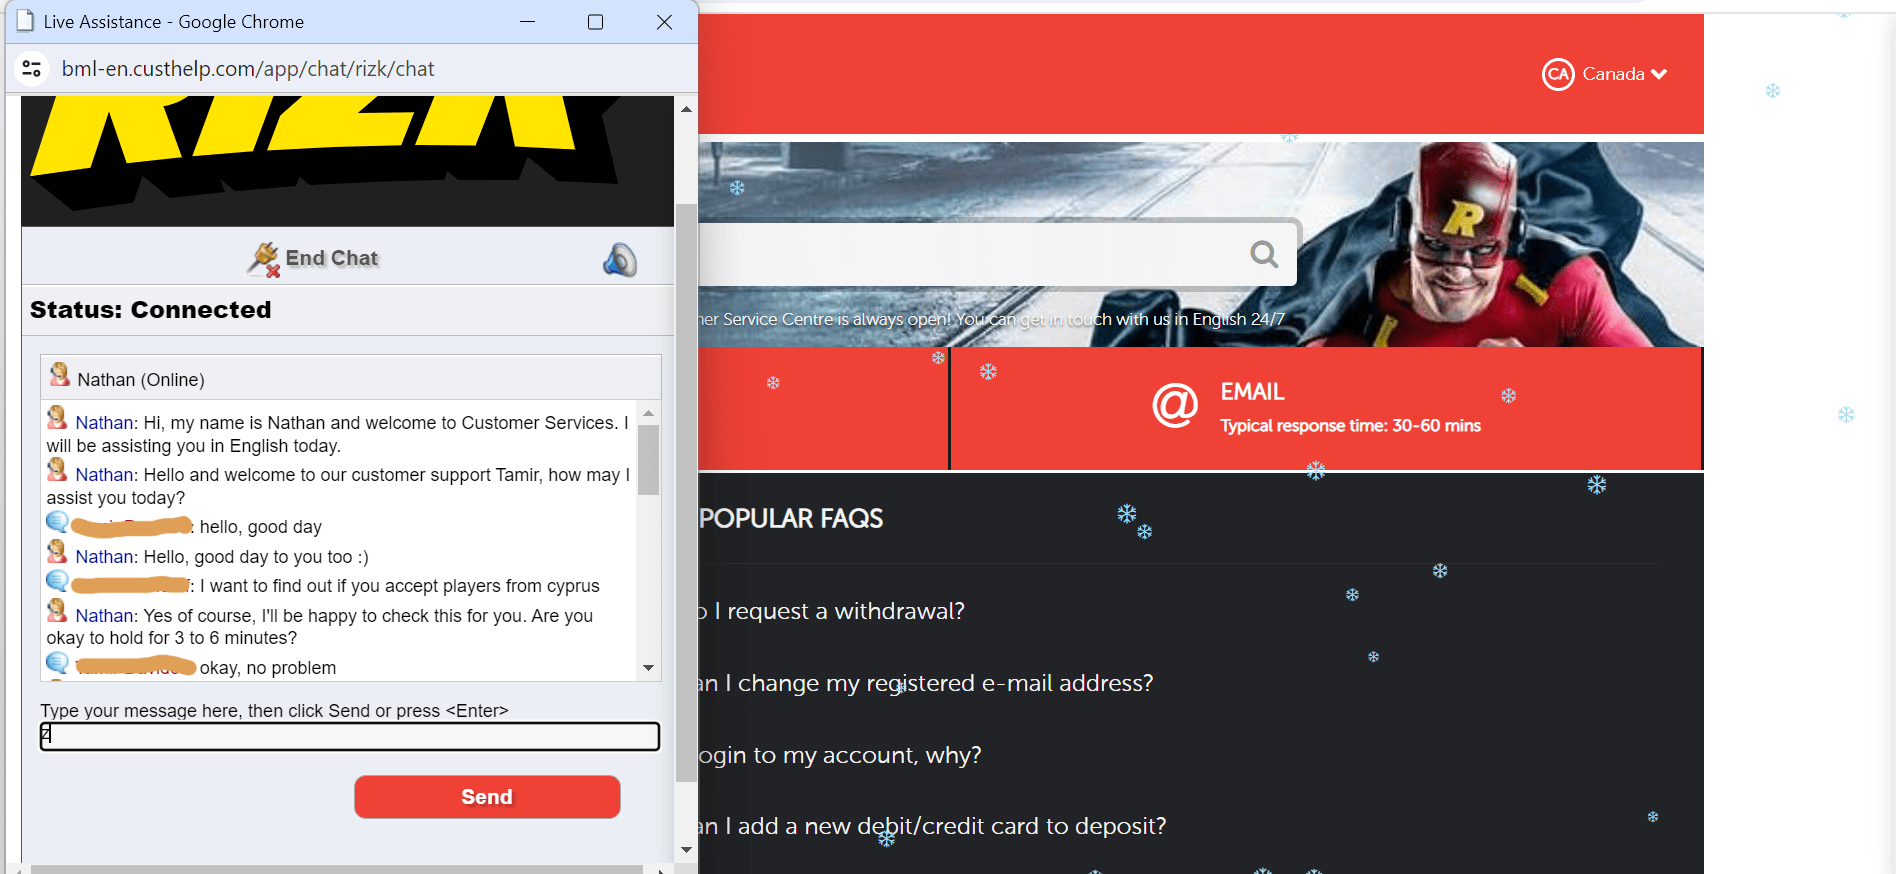 Live Assistance - Google Chrome
bml-en.custhelp.com/app/chat/rizk/chat
RIZK
End Chat
Status: Connected
Nathan (Online)
Nathan: Hi, my name is Nathan and welcome to Customer Services. I
will be assisting you in English today.
Nathan: Hello and welcome to our customer support Tamir, how may I
assist you today?
: hello, good day
Nathan: Hello, good day to you too :)
: I want to find out if you accept players from cyprus
Nathan: Yes of course, I'll be happy to check this for you. Are you
okay to hold for 3 to 6 minutes?
okay, no problem
Type your message here, then click Send or press <Enter>
z
Send
CA Canada
R
Service Centre is always open! You can get in touch with us in English 24/7
@ EMAIL
Typical response time: 30-60 mins
POPULAR FAQS
I request a withdrawal?
I change my registered e-mail address?
to my account, why?
I add a new debit/credit card to deposit?